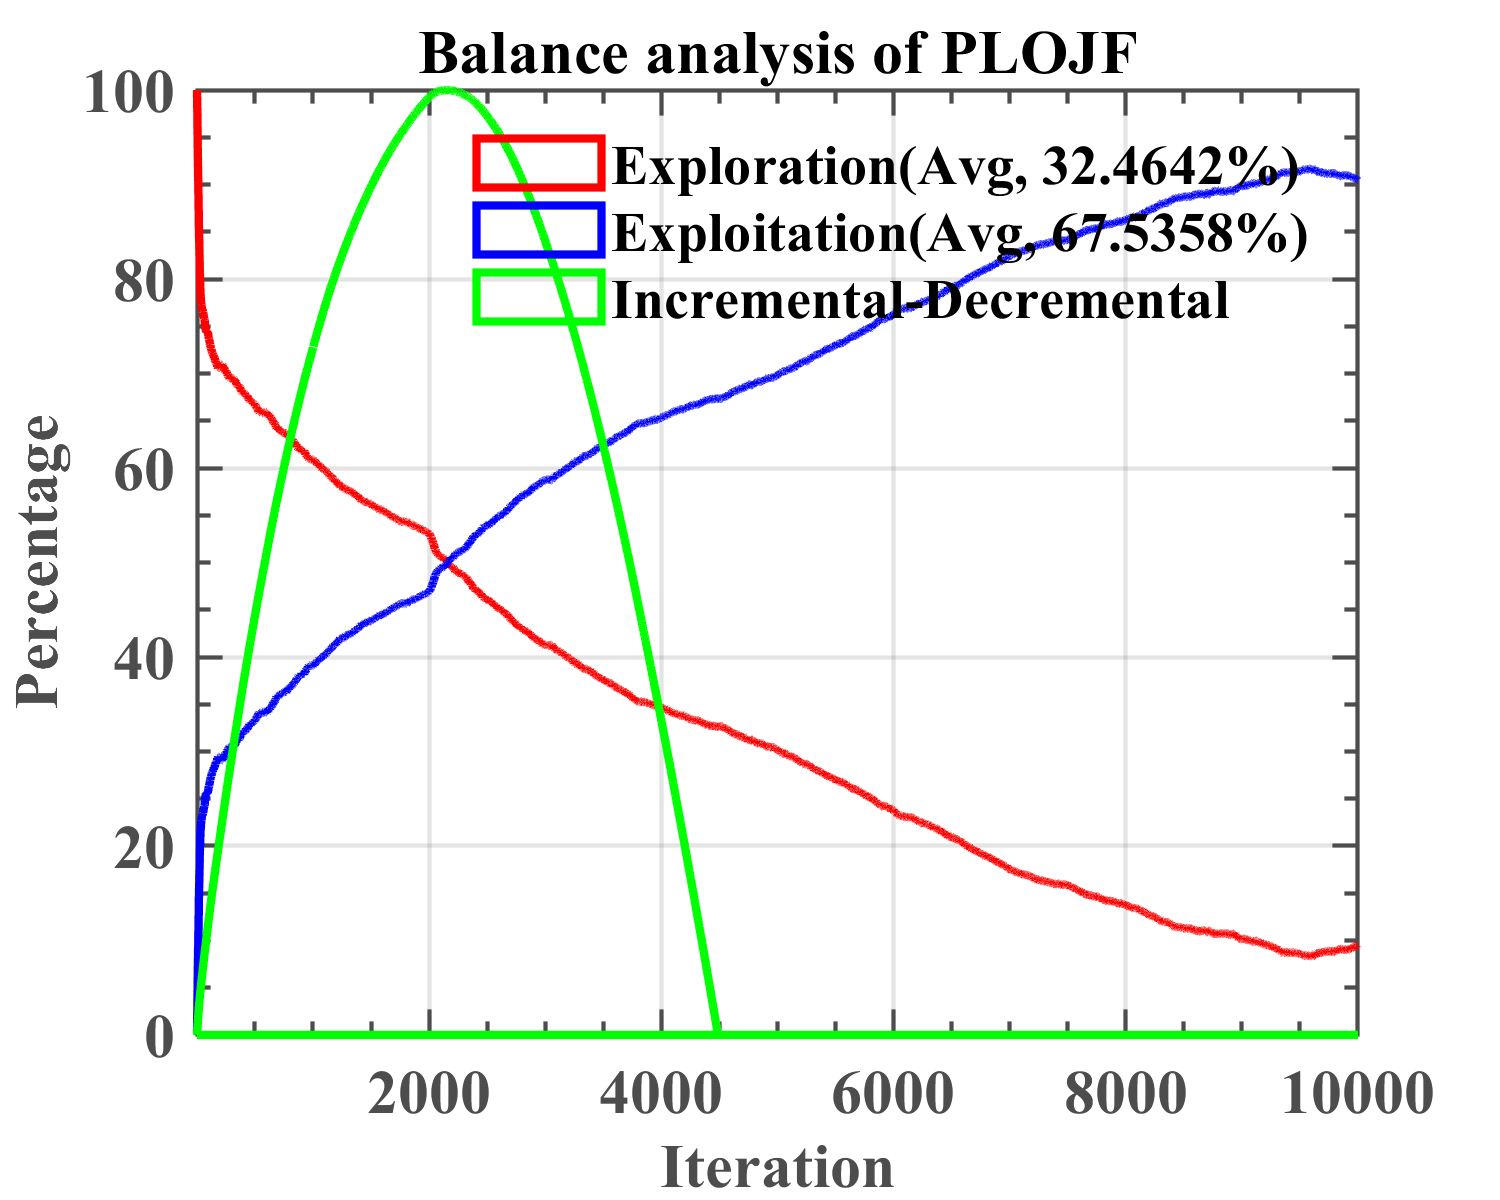 Balance analysis of PLOJF
100
80
60
40
20
0
Percentage
Exploration(Avg, 32.4642%)
Exploitation(Avg, 67.5358%)
Incremental-Decremental
2000 4000 6000 8000 10000
Iteration